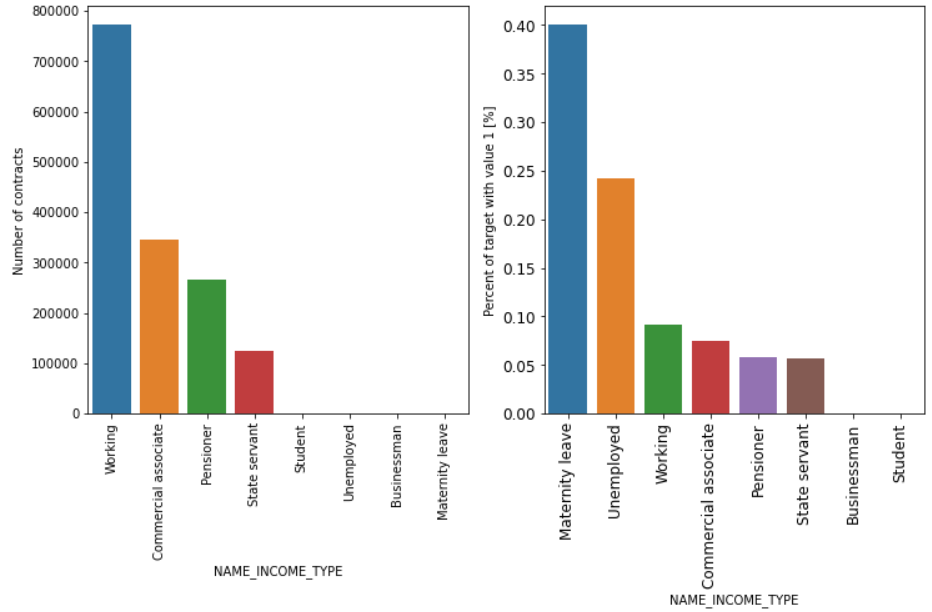 800000
700000
600000
500000
400000
300000
200000
100000
0
Number of contracts
Working
Commercial associate
Pensioner
State servant
Student
Unemployed
Businessman
Maternity leave
NAME_INCOME_TYPE
0.40
0.35
0.30
0.25
0.20
0.15
0.10
0.05
0.00
Percent of target with value 1 [%]
Maternity leave
Unemployed
Working
Commercial associate
Pensioner
State servant
Businessman
Student
NAME_INCOME_TYPE